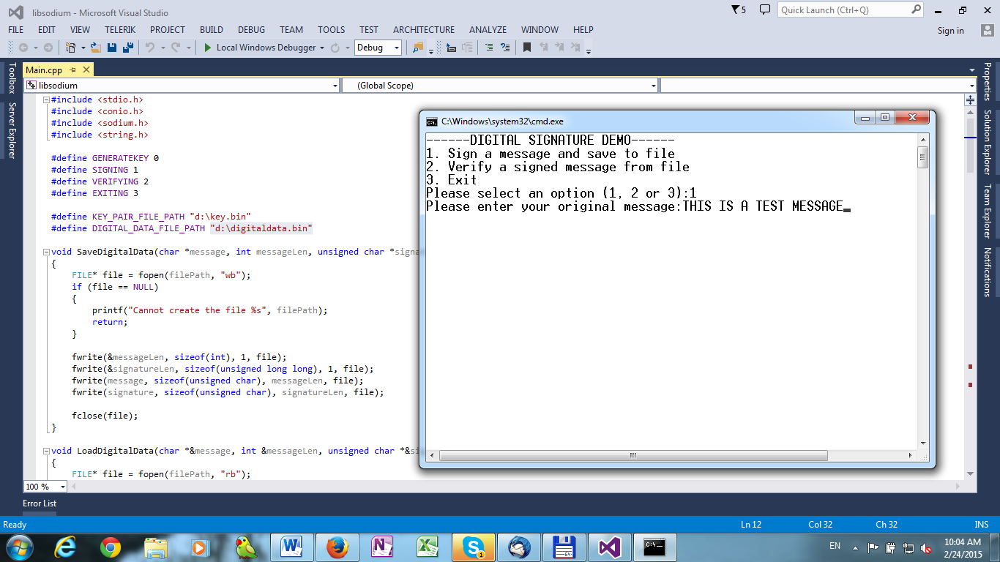 libsodium - Microsoft Visual Studio
5
Quick Launch (Ctrl+Q)
FILE EDIT VIEW TELERIK PROJECT BUILD DEBUG TEAM TOOLS TEST ARCHITECTURE ANALYZE WINDOW HELP
Sign in
Local Windows Debugger
Debug
Toolbox
Server Explorer
Main.cpp
libsodium
(Global Scope)
#include <stdio.h>
#include <conio.h>
#include <sodium.h>
#include <string.h>
#define GENERATEKEY 0
#define SIGNING 1
#define VERIFYING 2
#define EXITING 3
#define KEY_PAIR_FILE_PATH "d:\key.bin"
#define DIGITAL_DATA_FILE_PATH "d:\digitaldata.bin"
void SaveDigitalData(char *message, int messageLen, unsigned char *signa
{
FILE* file = fopen(filePath, "wb");
if (file == NULL)
{
printf("Cannot create the file %s", filePath);
return;
}
fwrite(&messageLen, sizeof(int), 1, file);
fwrite(&signatureLen, sizeof(unsigned long long), 1, file);
fwrite(message, sizeof(unsigned char), messageLen, file);
fwrite(signature, sizeof(unsigned char), signatureLen, file);
fclose(file);
}
void LoadDigitalData(char *&message, int &messageLen, unsigned char *&si
{
FILE* file = fopen(filePath, "rb");
C:\Windows\system32\cmd.exe
------DIGITAL SIGNATURE DEMO------
1. Sign a message and save to file
2. Verify a signed message from file
3. Exit
Please select an option (1, 2 or 3):1
Please enter your original message:THIS IS A TEST MESSAGE_
Properties
Solution Explorer
Team Explorer
Notifications
100 %
Error List
Ready
Ln 12
Col 32
Ch 32
INS
EN
10:04 AM
2/24/2015